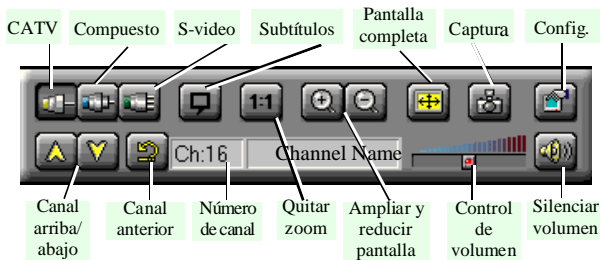 CATV
Compuesto
S-video
Subtítulos
Pantalla
completa
Captura
Config.
1:1
Ch:16
Channel Name
Canal
arriba/
abajo
Canal
anterior
Número
de canal
Quitar
zoom
Ampliar y
reducir
pantalla
Control
de
volumen
Silenciar
volumen